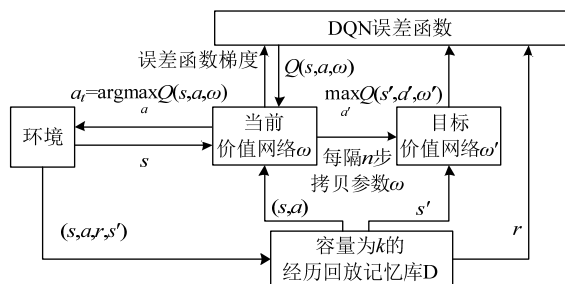 DQN误差函数
误差函数梯度
Q(s,a,ω)
a_t=argmaxQ(s,a,ω)
a
maxQ(s′,a′,ω′)
a′
环境
s
当前
价值网络ω
每隔n步
拷贝参数ω
目标
价值网络ω′
(s,a)
s′
(s,a,r,s′)
r
容量为k的
经历回放记忆库D